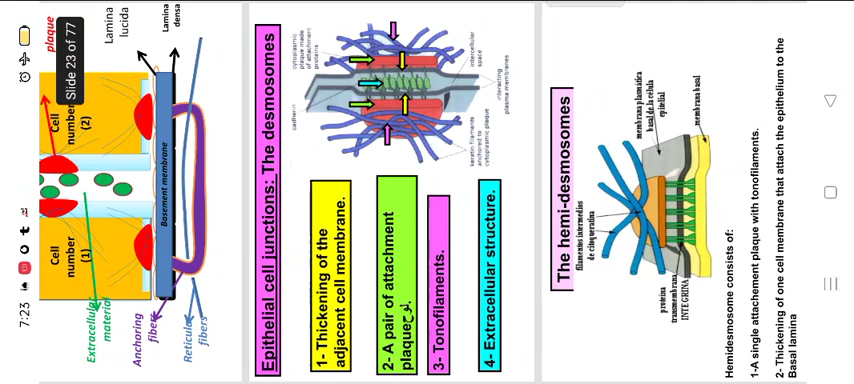 7:23
Slide 23 of 77
plaque
Cell
number
(1)
Cell
number
(2)
Lamina
lucida
Lamina
densa
Extracellular
material
Basement membrane
Anchoring
fibers
Reticular
fibers
Epithelial cell junctions: The desmosomes
1- Thickening of the
adjacent cell membrane.
2- A pair of attachment
plaqueلوح.
3- Tonofilaments.
4- Extracellular structure.
cytoplasmic
plaque made
of attachment
proteins
cadherin
intercellular
space
interacting
plasma membranes
keratin filaments
anchored to
cytoplasmic plaque
The hemi-desmosomes
filamentos intermedios
de citoqueratina
membrana plasmatica
basal de la celula
epitelial
membrana basal
proteina
transmembrana
INTEGRINA
Hemidesmosome consists of:
1-A single attachement plaque with tonofilaments.
2- Thickening of one cell membrane that attach the epithelium to the
Basal lamina